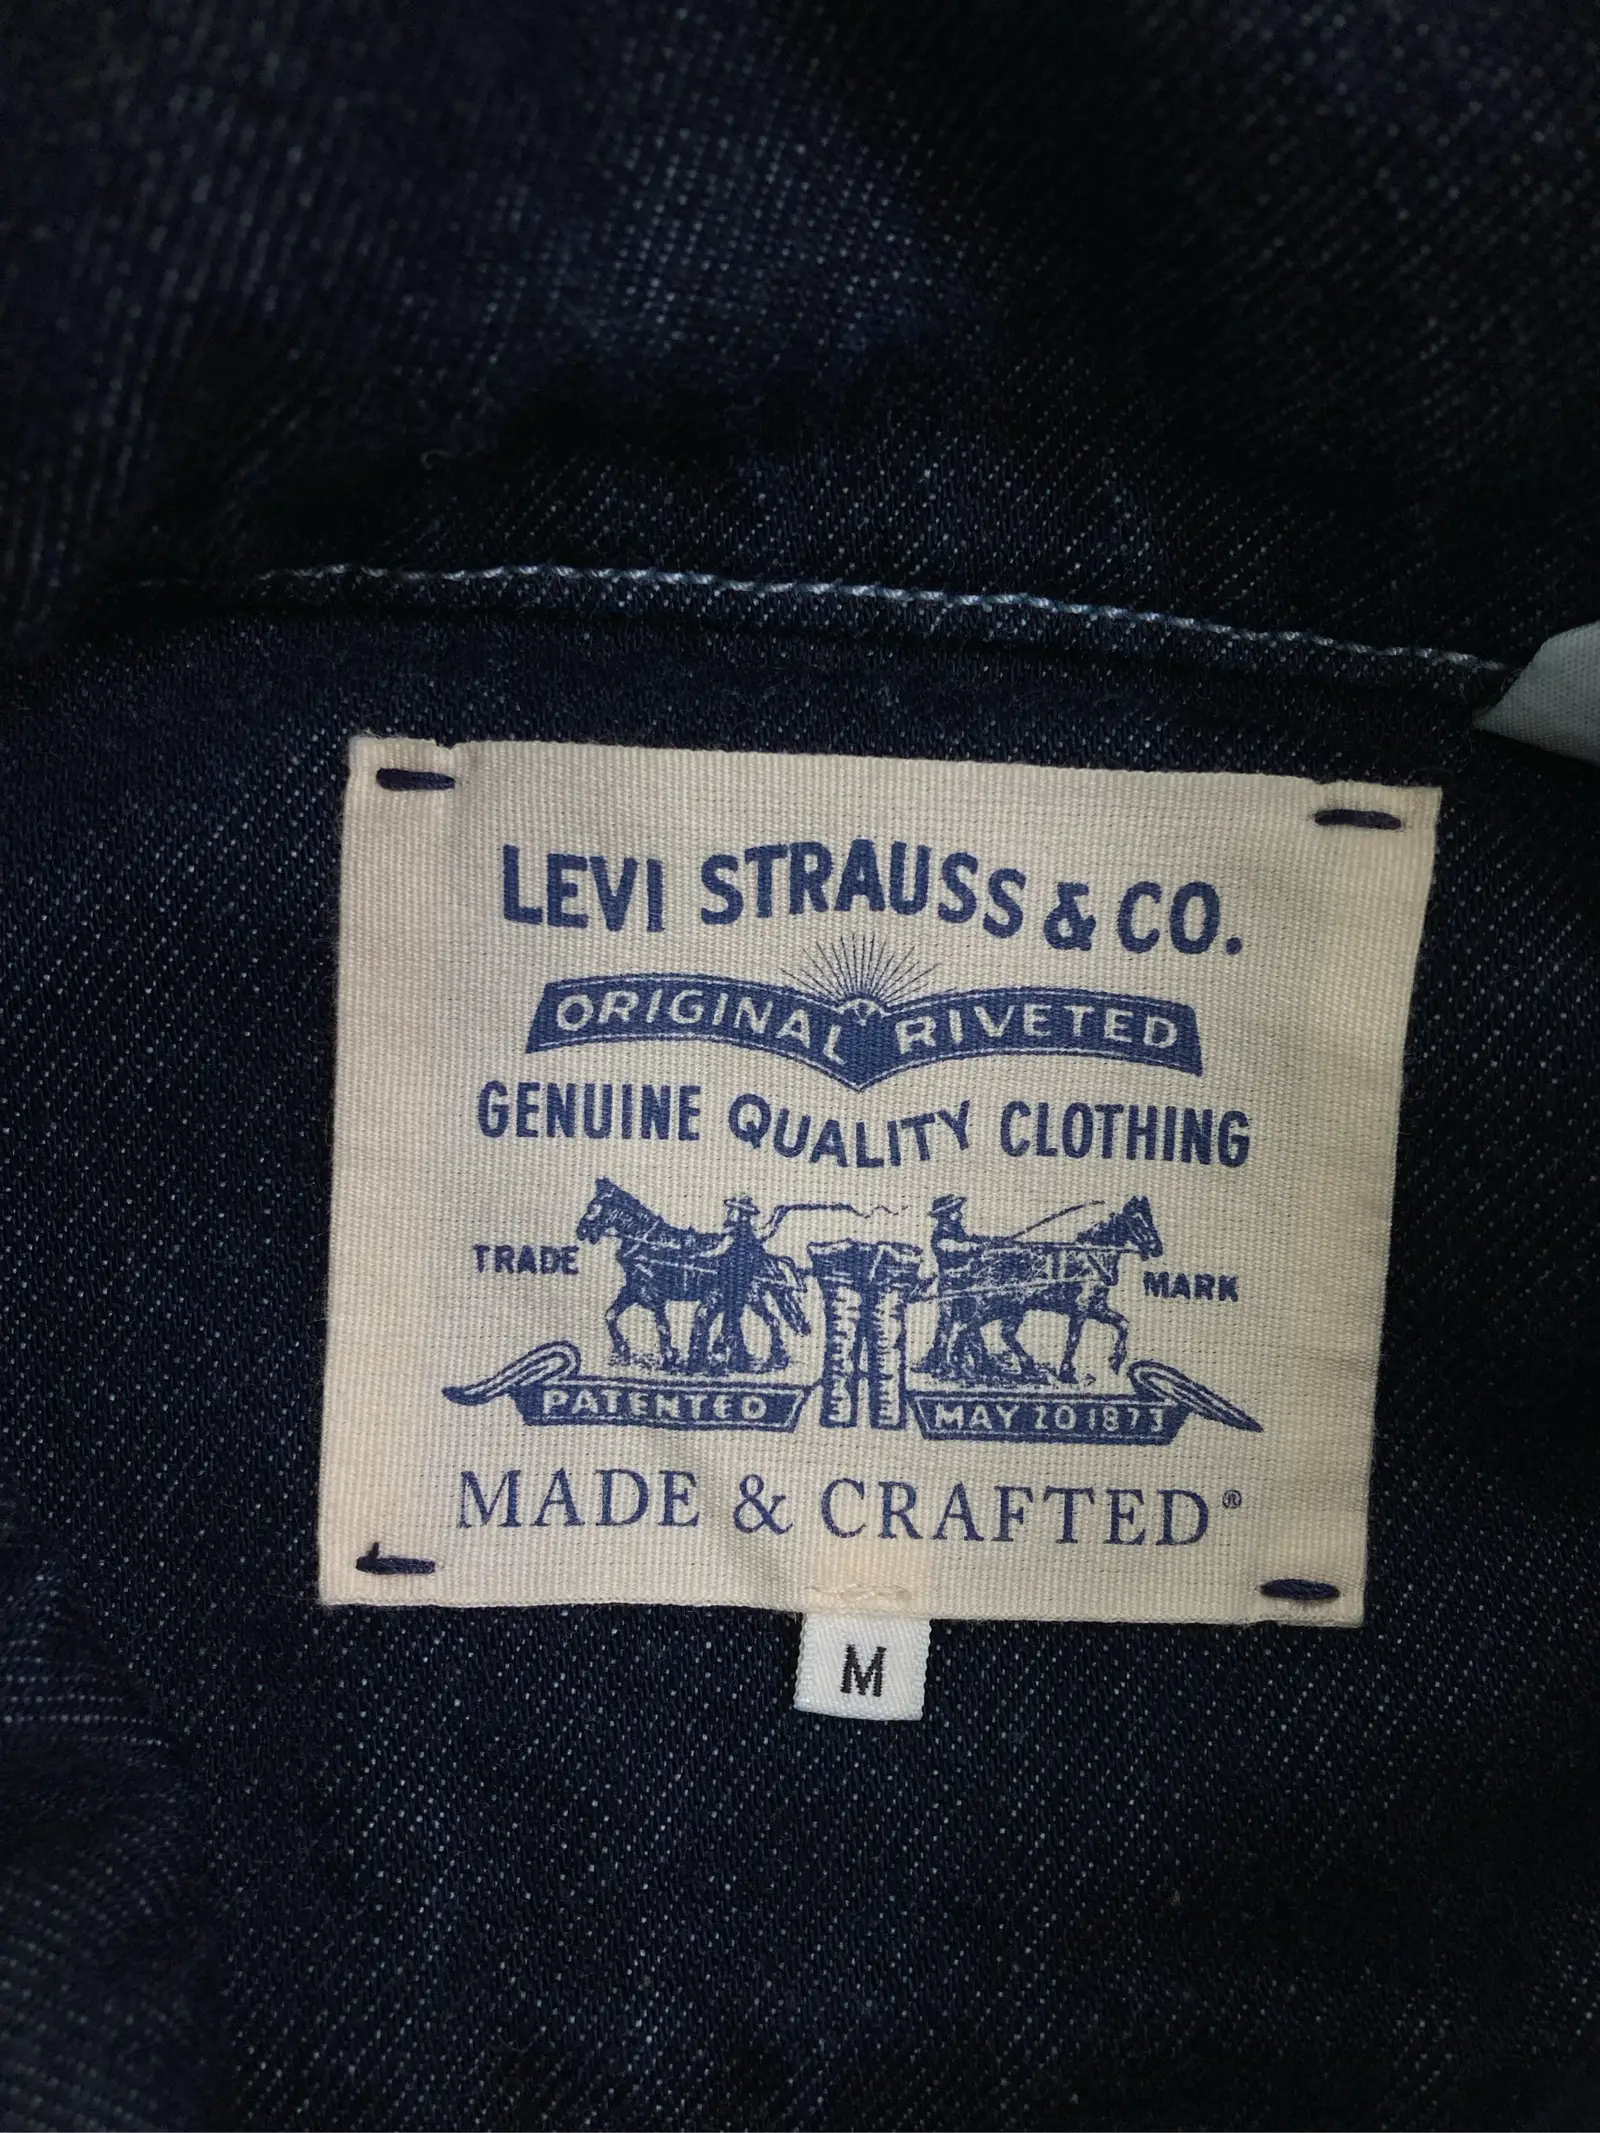 LEVI STRAUSS & CO.
ORIGINAL RIVETED
GENUINE QUALITY CLOTHING
TRADE MARK
PATENTED MAY 20 1873
MADE & CRAFTED®
M